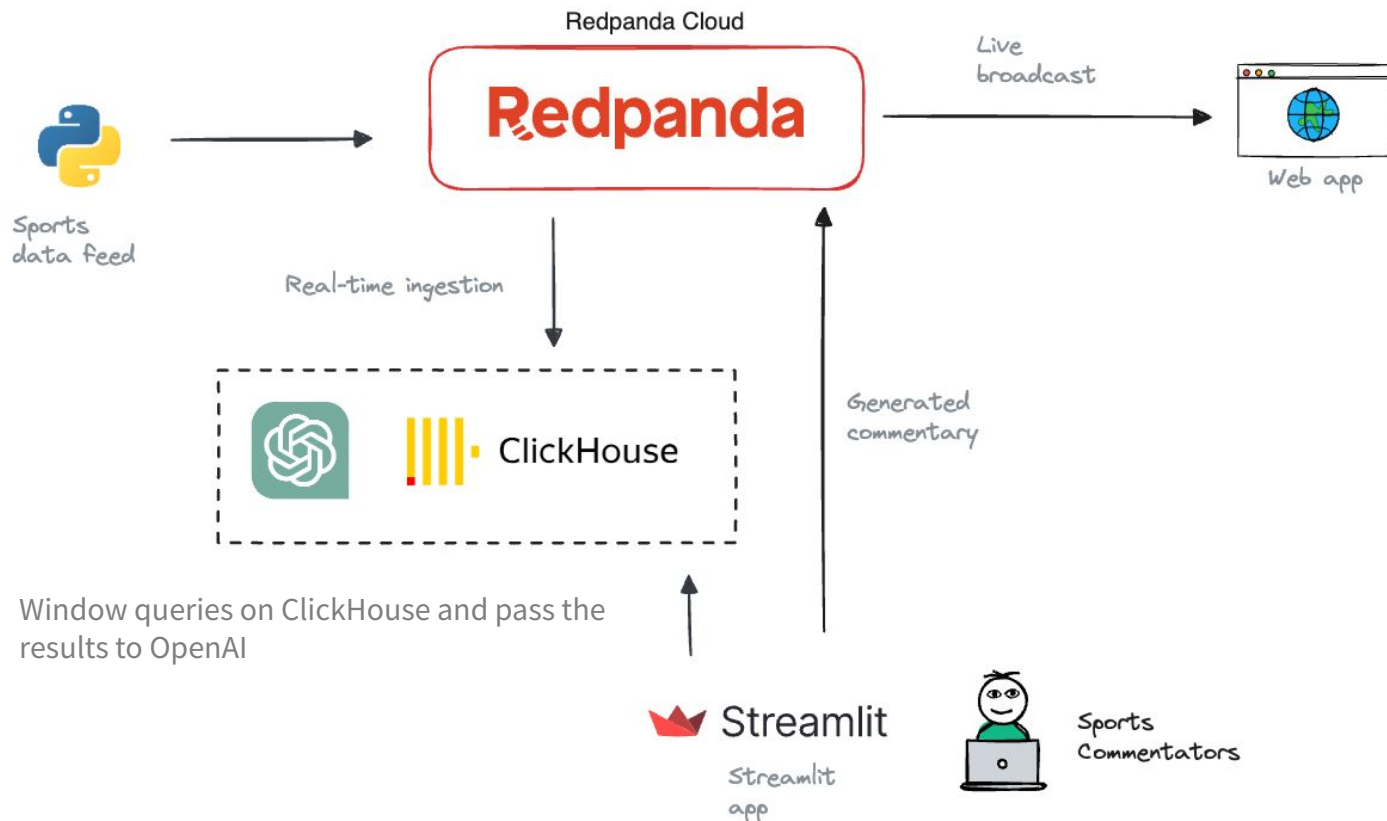 Redpanda Cloud
Redpanda
Live
broadcast
Web app
Sports
data feed
Real-time ingestion
ClickHouse
Generated
commentary
Window queries on ClickHouse and pass the
results to OpenAI
Streamlit
Streamlit
app
Sports
Commentators